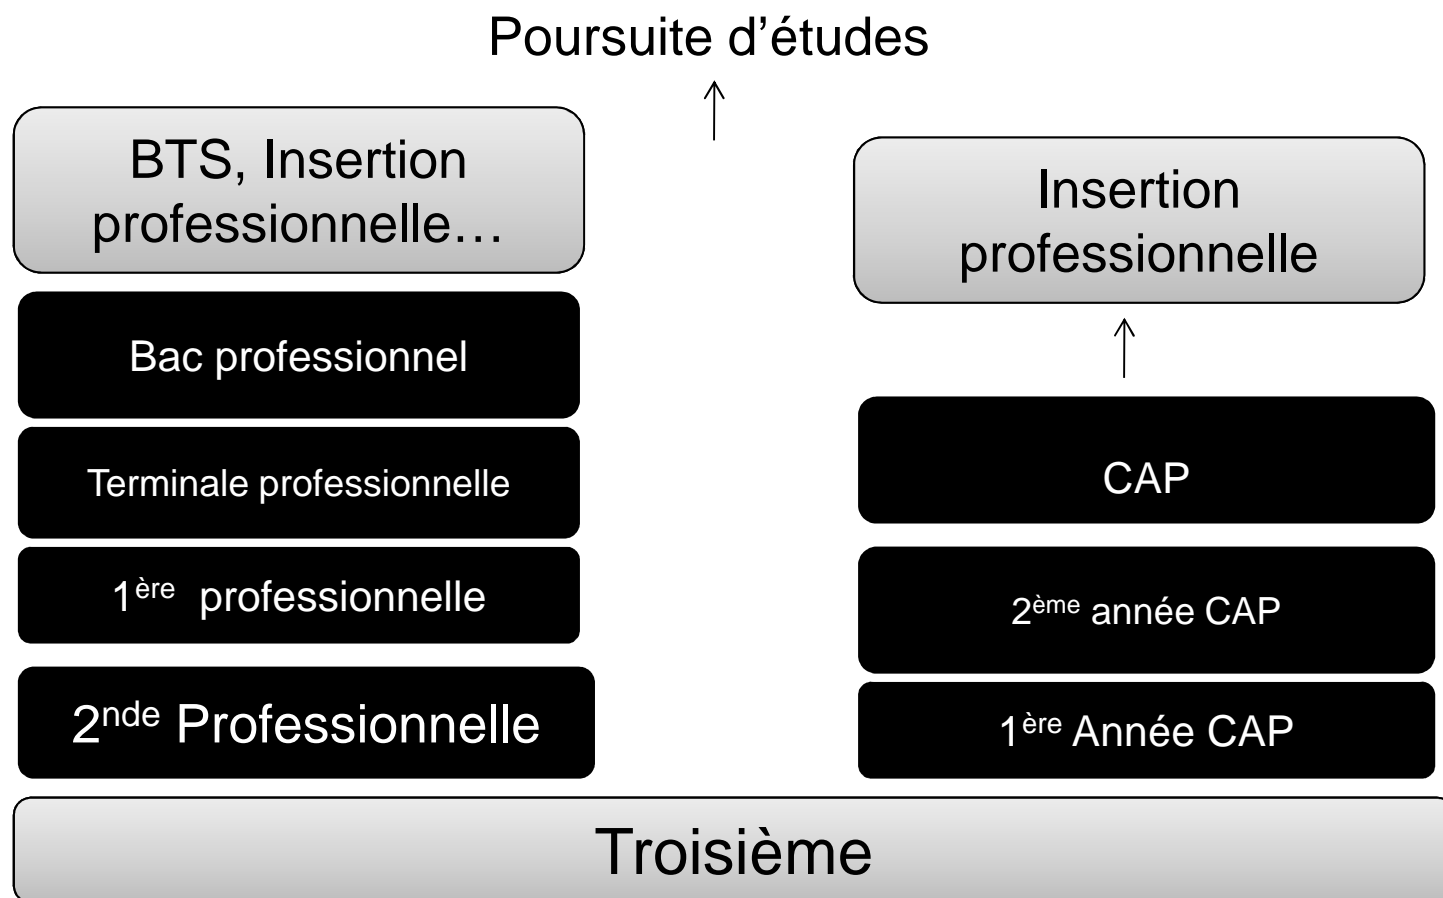 Poursuite d’études
BTS, Insertion
professionnelle…
Bac professionnel
Terminale professionnelle
1ère professionnelle
2nde Professionnelle
Insertion
professionnelle
CAP
2ème année CAP
1ère Année CAP
Troisième